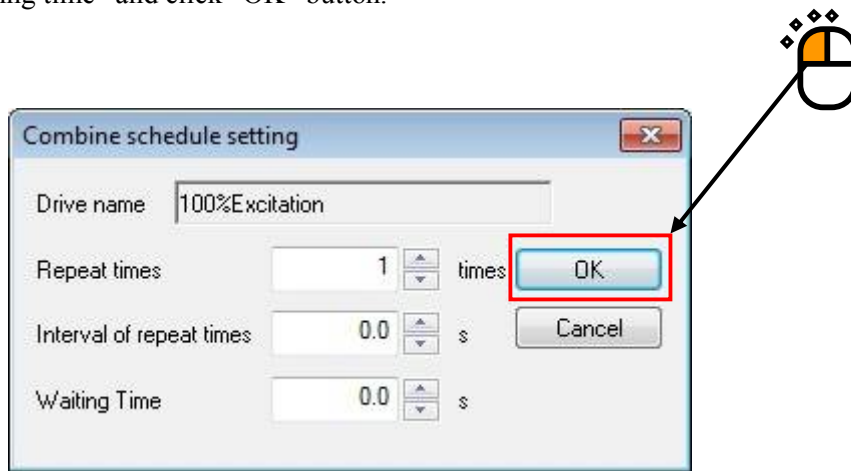 ing time" and click "OK" button.
Combine schedule setting
Drive name 100%Excitation
Repeat times 1 times OK
Interval of repeat times 0.0 s Cancel
Waiting Time 0.0 s